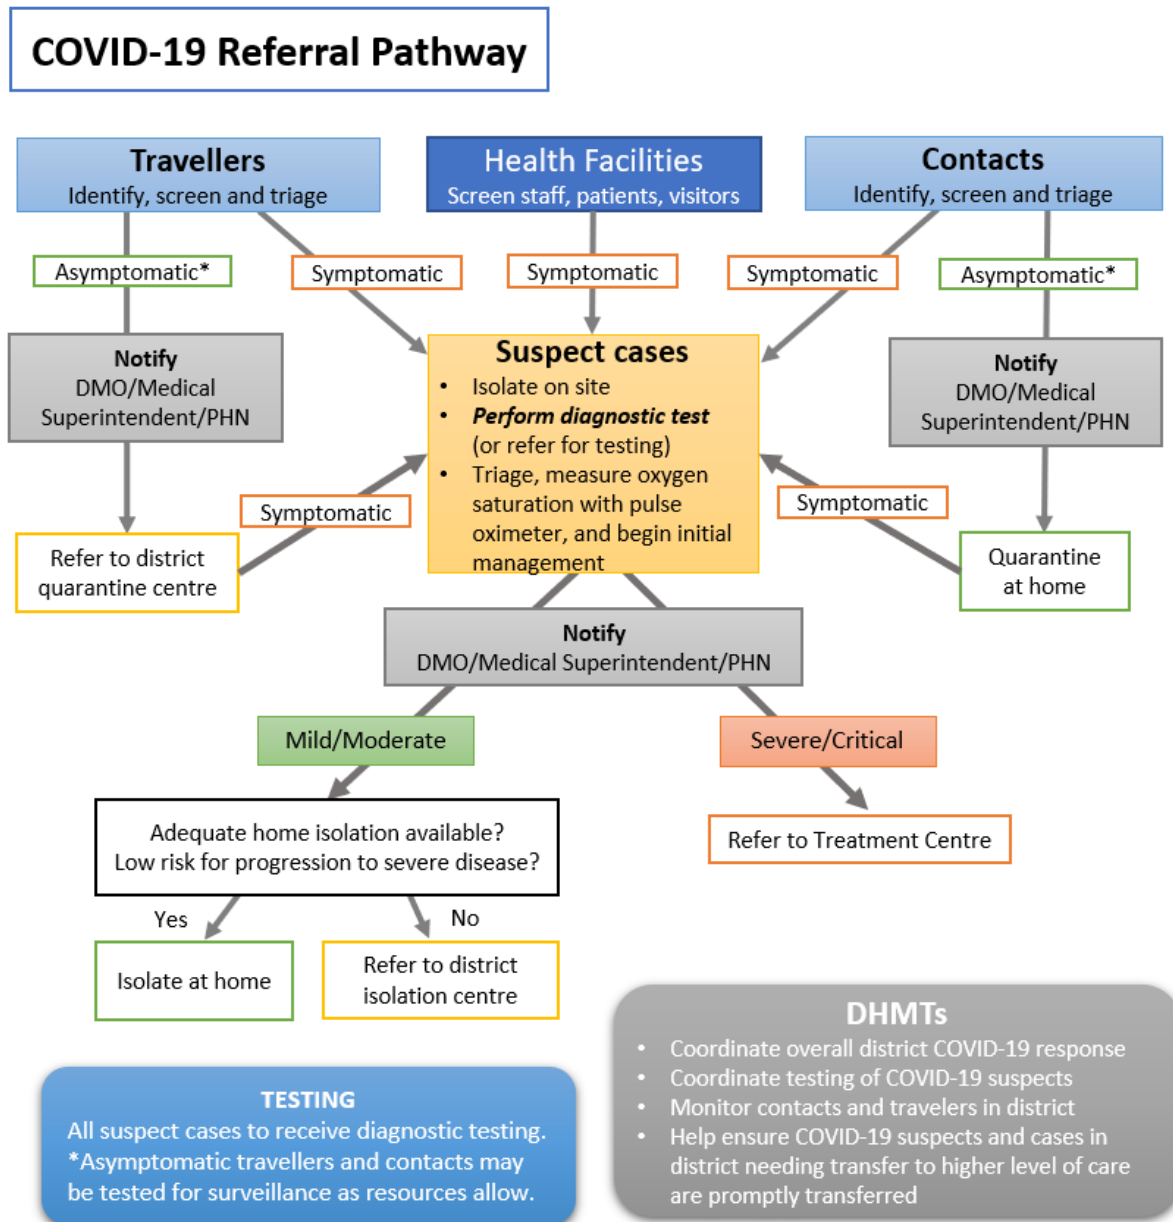 COVID-19 Referral Pathway
Travellers
Identify, screen and triage
Health Facilities
Screen staff, patients, visitors
Contacts
Identify, screen and triage
Asymptomatic*
Symptomatic
Symptomatic
Symptomatic
Asymptomatic*
Notify
DMO/Medical
Superintendent/PHN
Suspect cases
• Isolate on site
• Perform diagnostic test
(or refer for testing)
• Triage, measure oxygen
saturation with pulse
oximeter, and begin initial
management
Notify
DMO/Medical
Superintendent/PHN
Symptomatic
Symptomatic
Refer to district
quarantine centre
Quarantine
at home
Notify
DMO/Medical Superintendent/PHN
Mild/Moderate
Severe/Critical
Adequate home isolation available?
Low risk for progression to severe disease?
Refer to Treatment Centre
Yes
No
Isolate at home
Refer to district
isolation centre
TESTING
All suspect cases to receive diagnostic testing.
*Asymptomatic travellers and contacts may
be tested for surveillance as resources allow.
DHMTs
• Coordinate overall district COVID-19 response
• Coordinate testing of COVID-19 suspects
• Monitor contacts and travelers in district
• Help ensure COVID-19 suspects and cases in
district needing transfer to higher level of care
are promptly transferred